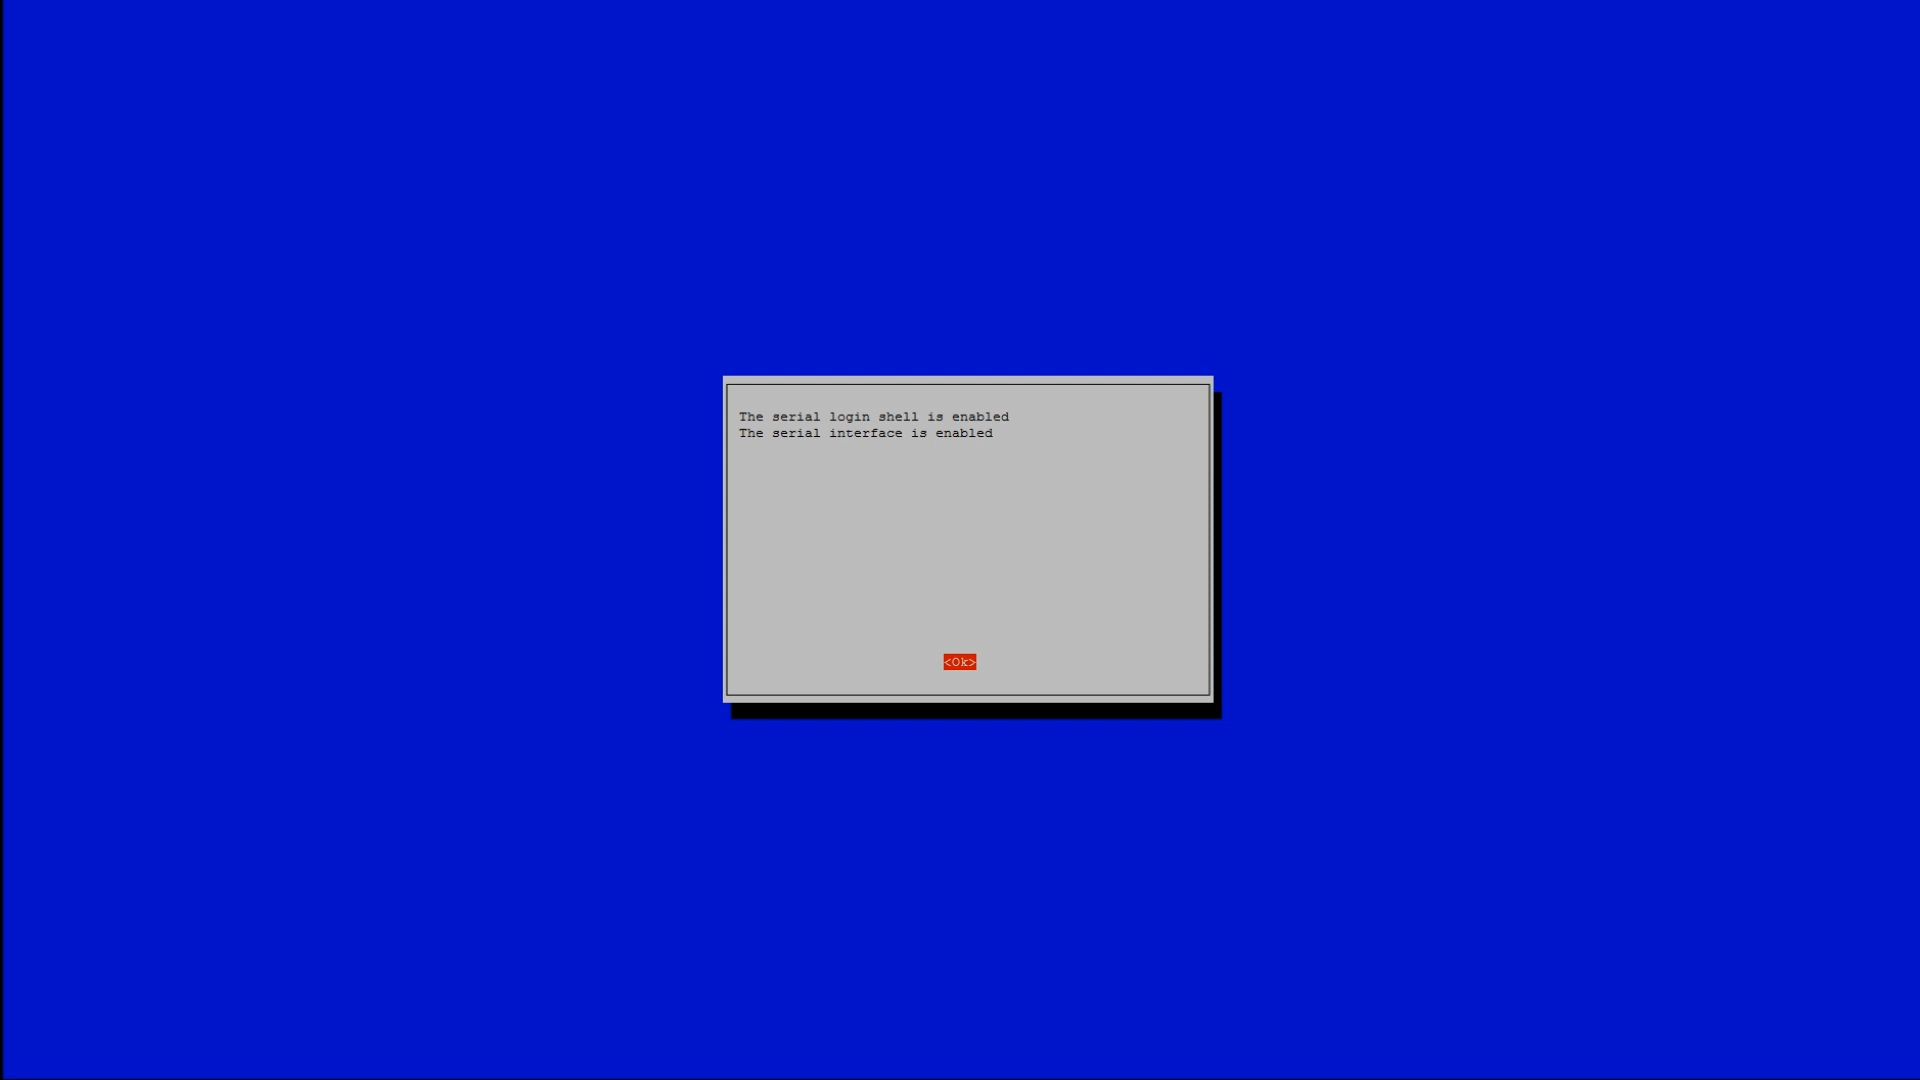 The serial login shell is enabled
The serial interface is enabled
<Ok>